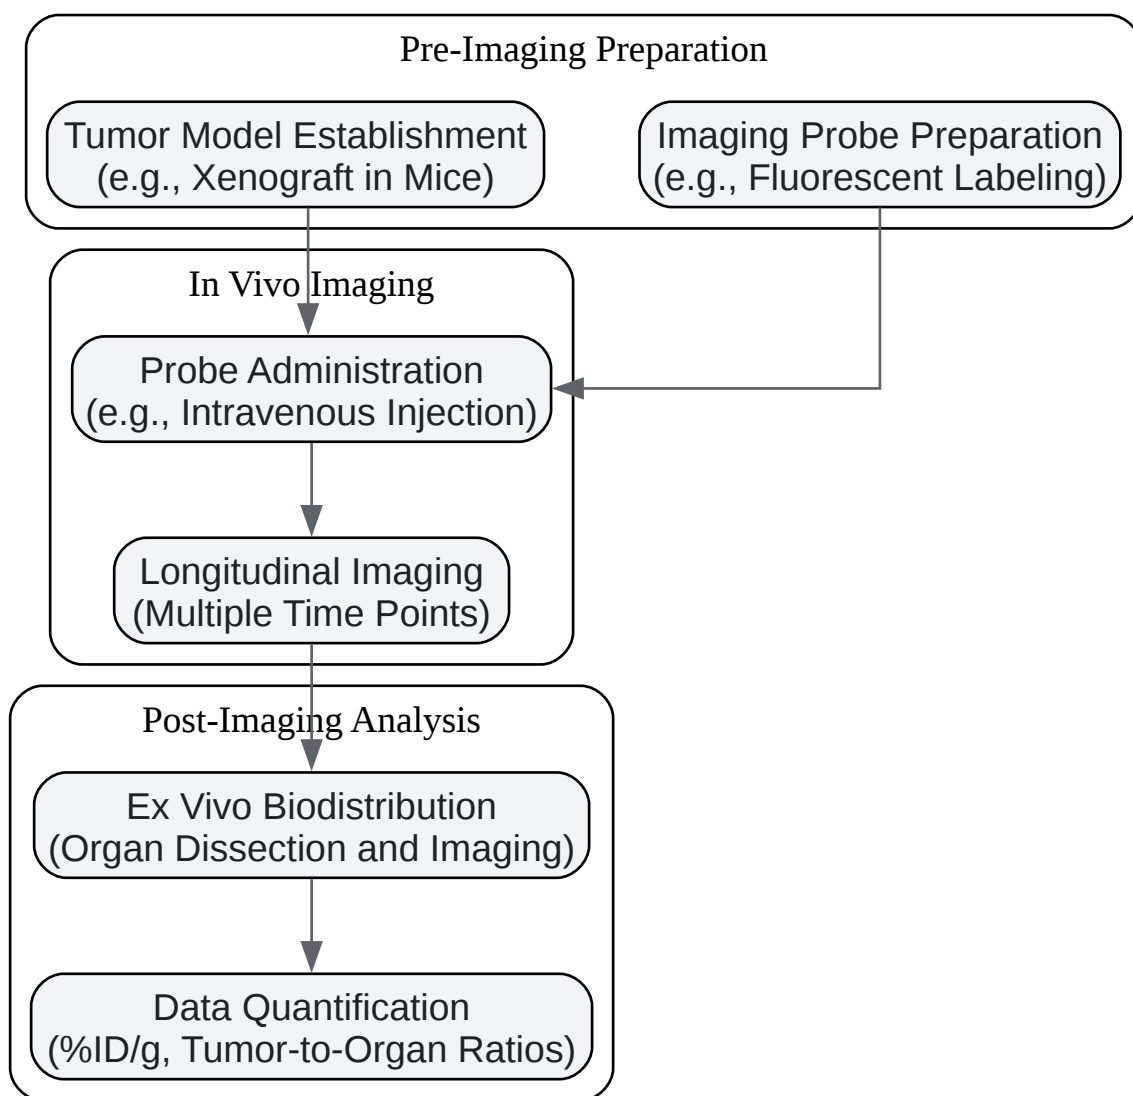 Pre-Imaging Preparation
Tumor Model Establishment
(e.g., Xenograft in Mice)
Imaging Probe Preparation
(e.g., Fluorescent Labeling)
In Vivo Imaging
Probe Administration
(e.g., Intravenous Injection)
Longitudinal Imaging
(Multiple Time Points)
Post-Imaging Analysis
Ex Vivo Biodistribution
(Organ Dissection and Imaging)
Data Quantification
(%ID/g, Tumor-to-Organ Ratios)